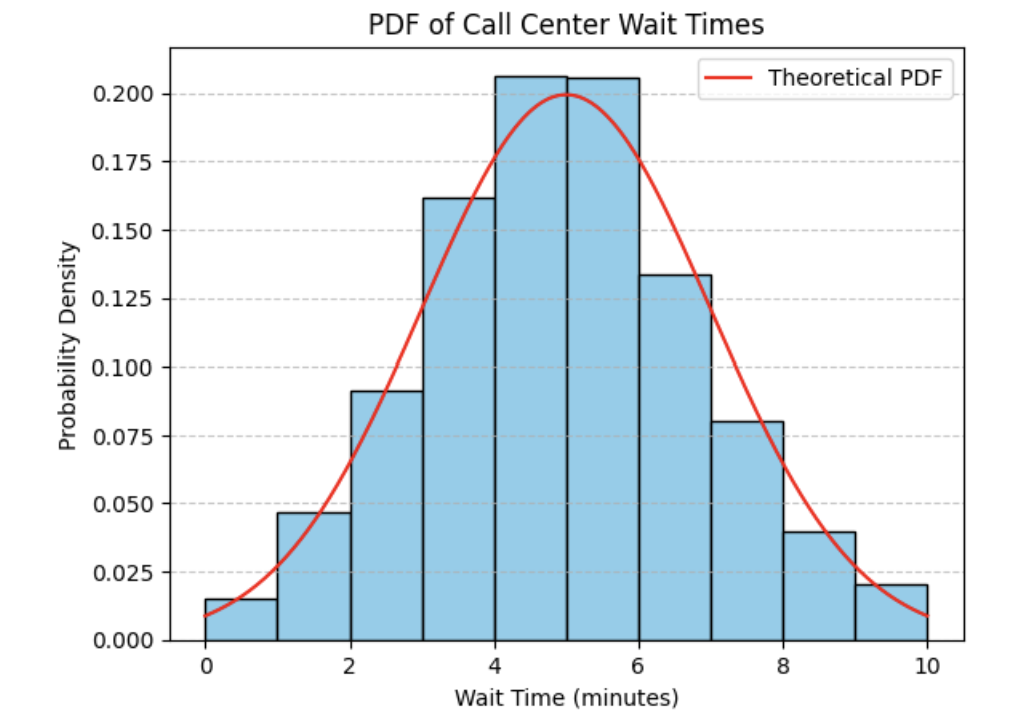 PDF of Call Center Wait Times
Theoretical PDF
Probability Density
0.200
0.175
0.150
0.125
0.100
0.075
0.050
0.025
0.000
0 2 4 6 8 10
Wait Time (minutes)